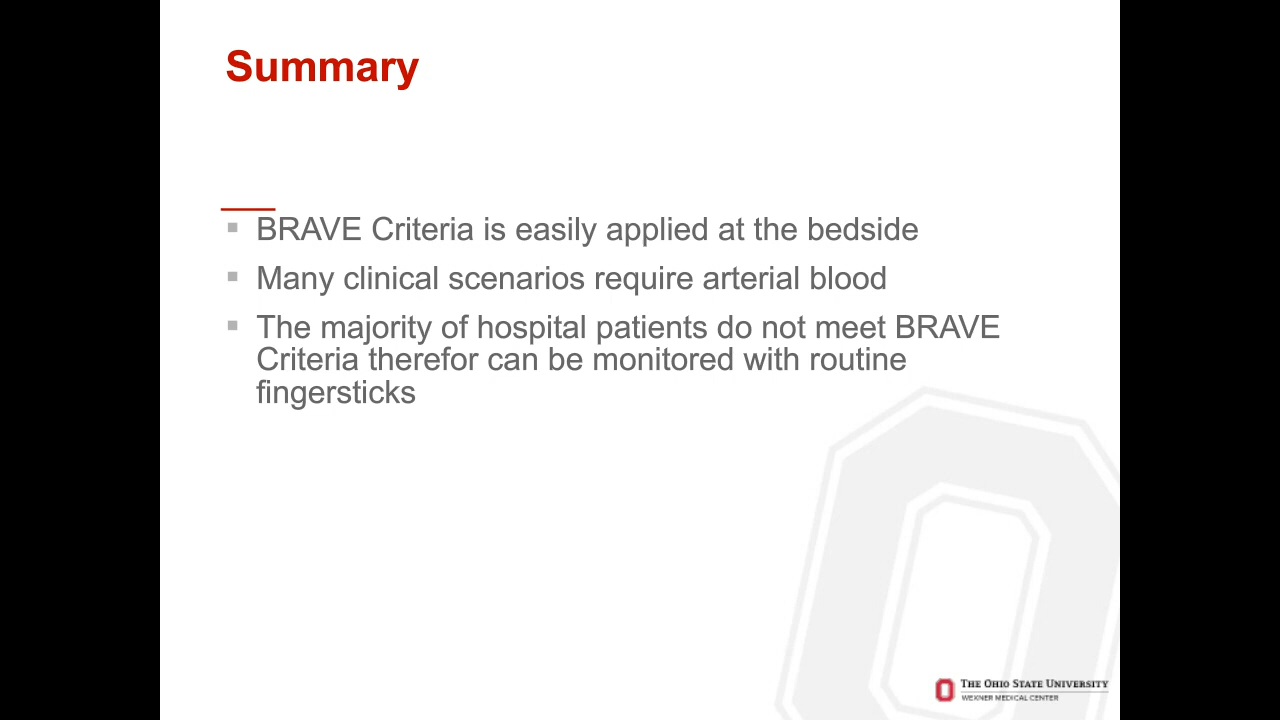 Summary
BRAVE Criteria is easily applied at the bedside
Many clinical scenarios require arterial blood
The majority of hospital patients do not meet BRAVE
Criteria therefor can be monitored with routine
fingersticks
THE OHIO STATE UNIVERSITY
WEXNER MEDICAL CENTER